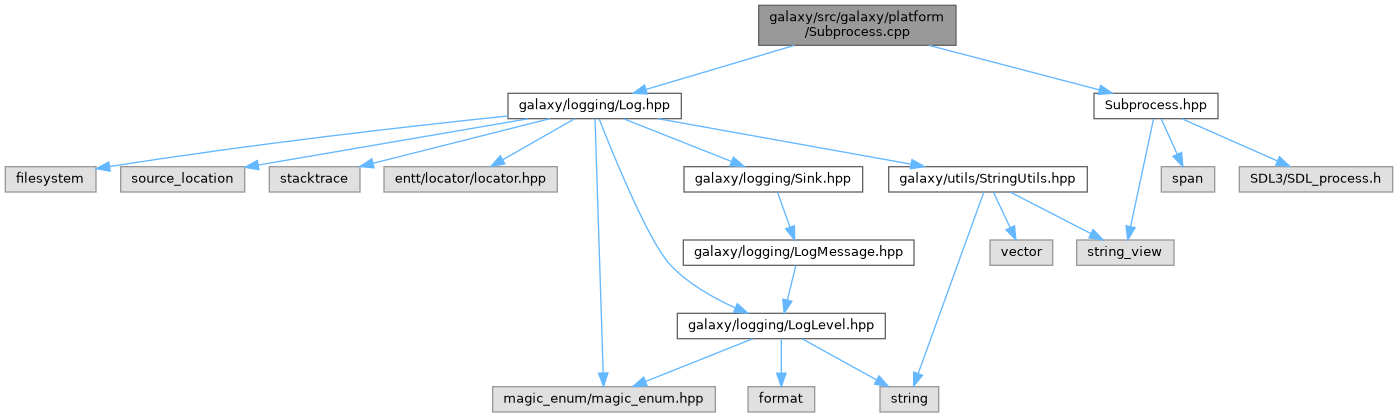 galaxy/src/galaxy/platform
/Subprocess.cpp
galaxy/logging/Log.hpp
Subprocess.hpp
filesystem
source_location
stacktrace
entt/locator/locator.hpp
galaxy/logging/Sink.hpp
galaxy/utils/StringUtils.hpp
span
SDL3/SDL_process.h
galaxy/logging/LogMessage.hpp
vector
string_view
galaxy/logging/LogLevel.hpp
magic_enum/magic_enum.hpp
format
string